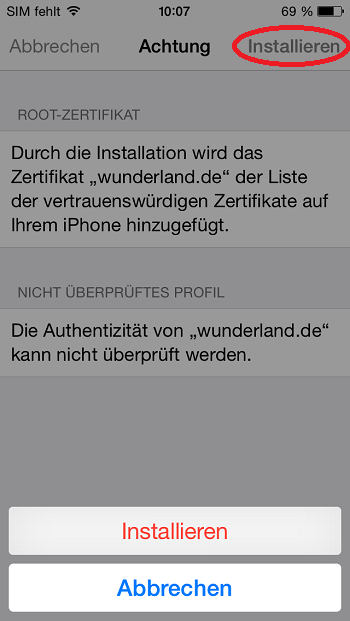 SIM fehlt 10:07 69 %
Abbrechen Achtung Installieren
ROOT-ZERTIFIKAT
Durch die Installation wird das
Zertifikat „wunderland.de“ der Liste
der vertrauenswürdigen Zertifikate auf
Ihrem iPhone hinzugefügt.
NICHT ÜBERPRÜFTES PROFIL
Die Authentizität von „wunderland.de“
kann nicht überprüft werden.
Installieren
Abbrechen